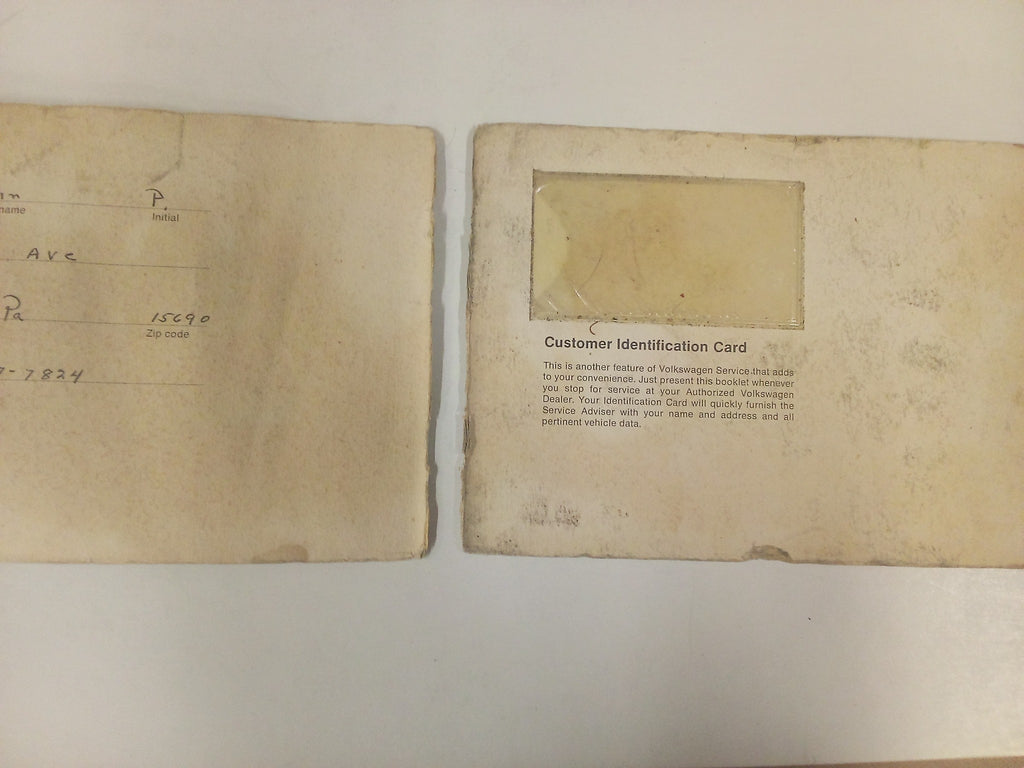 P.
name Initial
Ave
Pa 15690
Zip code
-7824
Customer Identification Card
This is another feature of Volkswagen Service that adds
to your convenience. Just present this booklet whenever
you stop for service at your Authorized Volkswagen
Dealer. Your Identification Card will quickly furnish the
Service Adviser with your name and address and all
pertinent vehicle data.